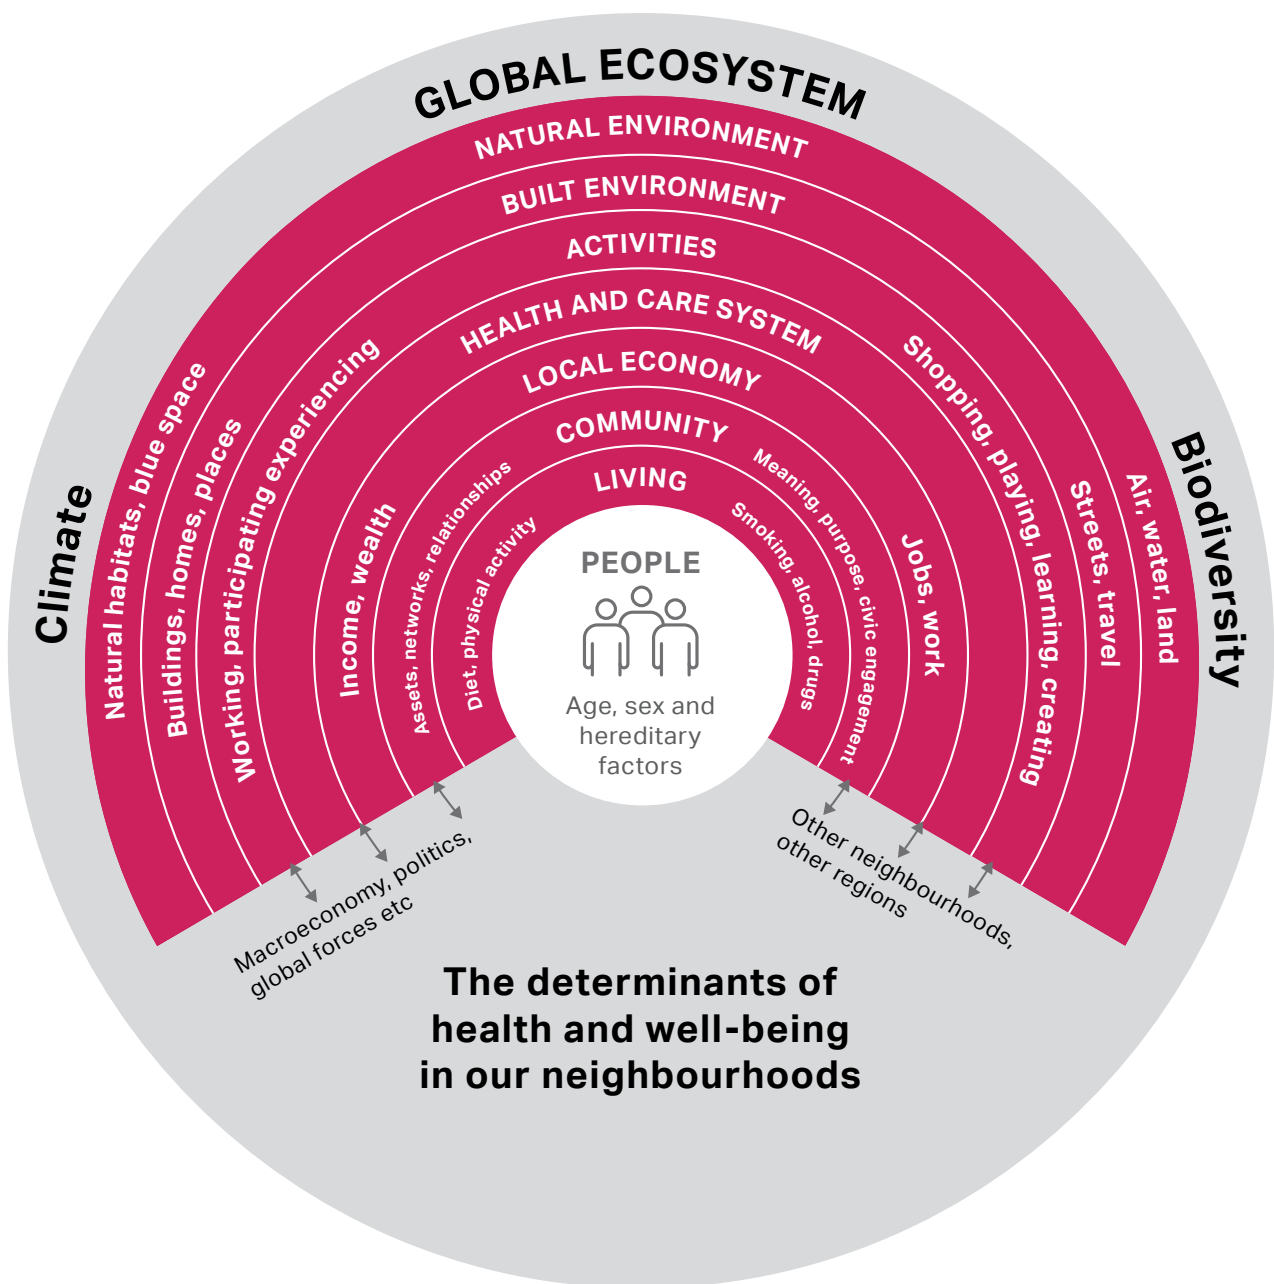 GLOBAL ECOSYSTEM
Climate
Biodiversity
NATURAL ENVIRONMENT
Natural habitats, blue space
Air, water, land
BUILT ENVIRONMENT
Buildings, homes, places
Streets, travel
ACTIVITIES
Working, participating experiencing
Shopping, playing, learning, creating
HEALTH AND CARE SYSTEM
LOCAL ECONOMY
Income, wealth
Jobs, work
COMMUNITY
Assets, networks, relationships
Meaning, purpose, civic engagement
LIVING
Diet, physical activity
Smoking, alcohol, drugs
PEOPLE
Age, sex and
hereditary
factors
Macroeconomy, politics,
global forces etc
Other neighbourhoods,
other regions
The determinants of
health and well-being
in our neighbourhoods